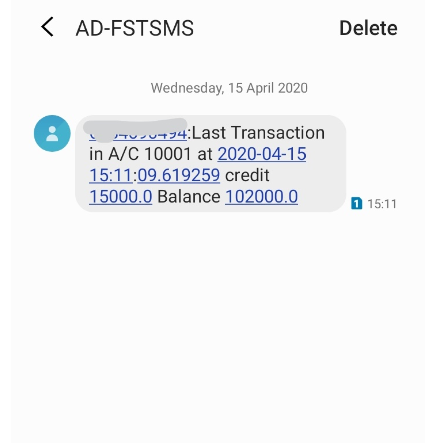 AD-FSTSMS
Delete
Wednesday, 15 April 2020
:Last Transaction
in A/C 10001 at 2020-04-15
15:11:09.619259 credit
15000.0 Balance 102000.0
1 15:11